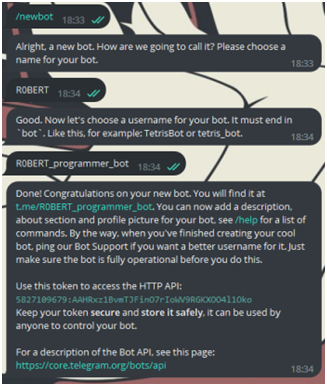 /newbot
18:33
Alright, a new bot. How are we going to call it? Please choose a
name for your bot.
18:33
R0BERT
18:34
Good. Now let's choose a username for your bot. It must end in
`bot`. Like this, for example: TetrisBot or tetris_bot.
18:34
R0BERT_programmer_bot
18:34
Done! Congratulations on your new bot. You will find it at
t.me/R0BERT_programmer_bot. You can now add a description,
about section and profile picture for your bot, see /help for a list of
commands. By the way, when you've finished creating your cool
bot, ping our Bot Support if you want a better username for it. Just
make sure the bot is fully operational before you do this.
Use this token to access the HTTP API:
Keep your token secure and store it safely, it can be used by
anyone to control your bot.
For a description of the Bot API, see this page:
https://core.telegram.org/bots/api
18:34